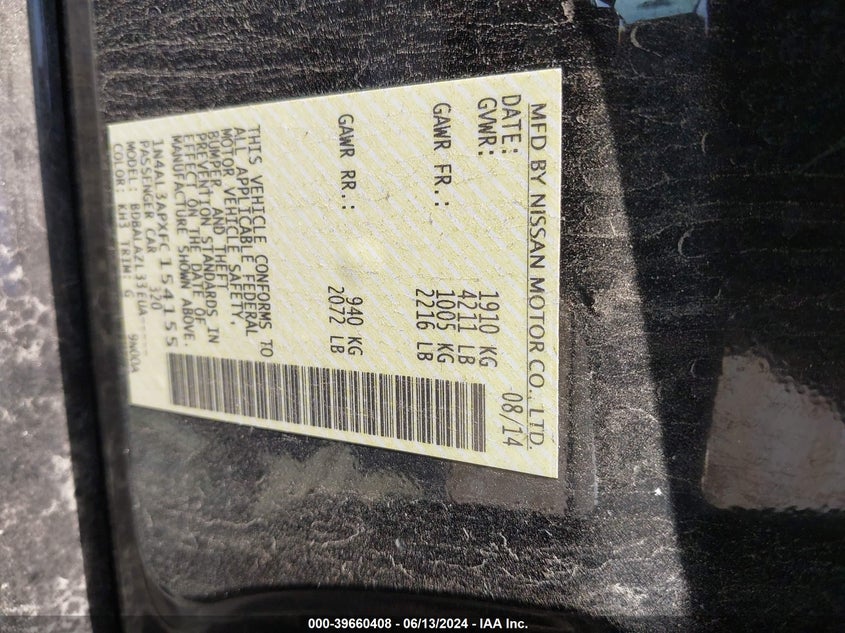 MFD BY NISSAN MOTOR CO., LTD.
DATE: 08/14
GVWR: 1910 KG
4211 LB
GAWR FR.: 1005 KG
2216 LB
GAWR RR.: 940 KG
2072 LB
THIS VEHICLE CONFORMS TO
ALL APPLICABLE FEDERAL
MOTOR VEHICLE SAFETY,
BUMPER, AND THEFT
PREVENTION STANDARDS IN
EFFECT ON THE DATE OF
MANUFACTURE SHOWN ABOVE.
1N4AL3APXFC154155
PASSENGER CAR 120
MODEL: 9N00A
COLOR: KH3 TRIM: G
000-39660408 - 06/13/2024 - IAA Inc.